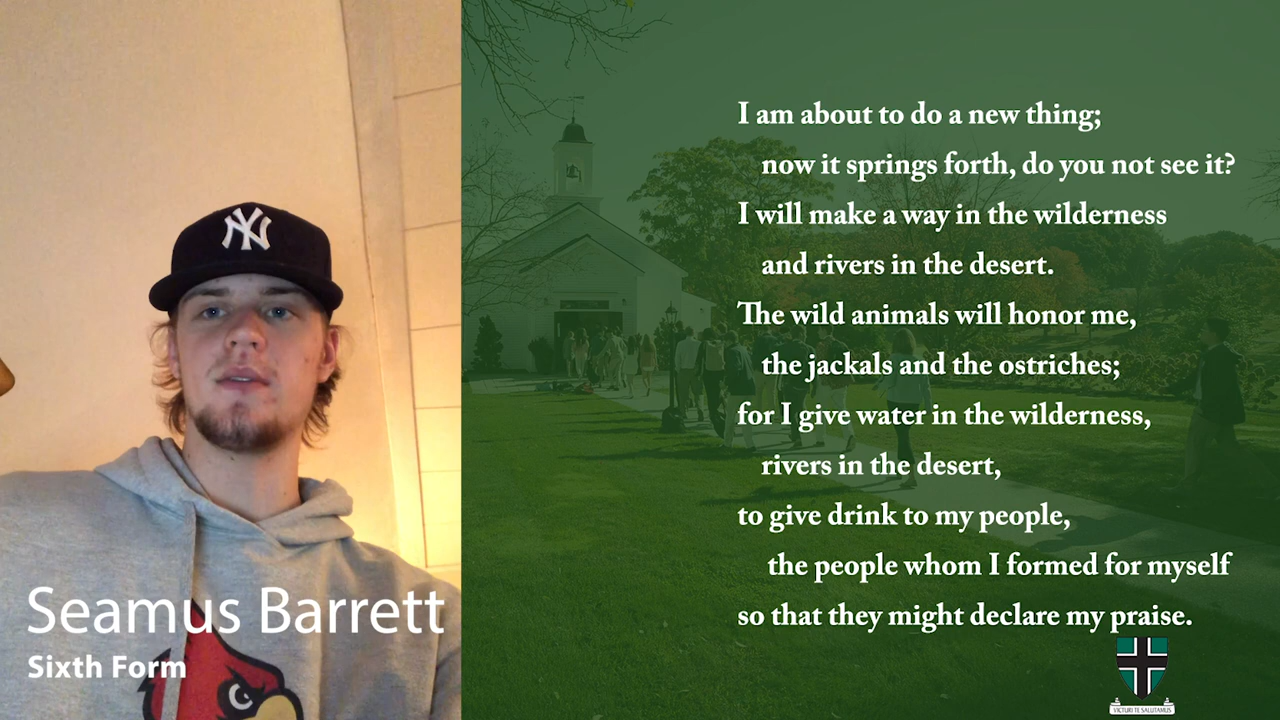 NY
Seamus Barrett
Sixth Form
I am about to do a new thing;
now it springs forth, do you not see it?
I will make a way in the wilderness
and rivers in the desert.
The wild animals will honor me,
the jackals and the ostriches;
for I give water in the wilderness,
rivers in the desert,
to give drink to my people,
the people whom I formed for myself
so that they might declare my praise.
VICTURI TE SALUTAMUS